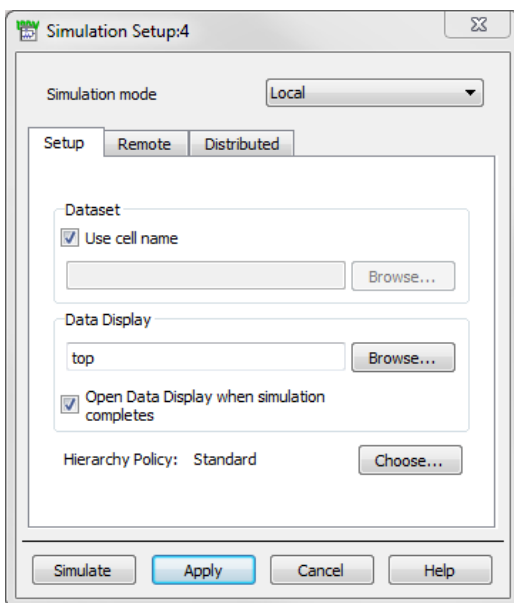 Simulation Setup:4
Simulation mode Local
Setup Remote Distributed
Dataset
Use cell name
Browse...
Data Display
top Browse...
Open Data Display when simulation
completes
Hierarchy Policy: Standard Choose...
Simulate Apply Cancel Help